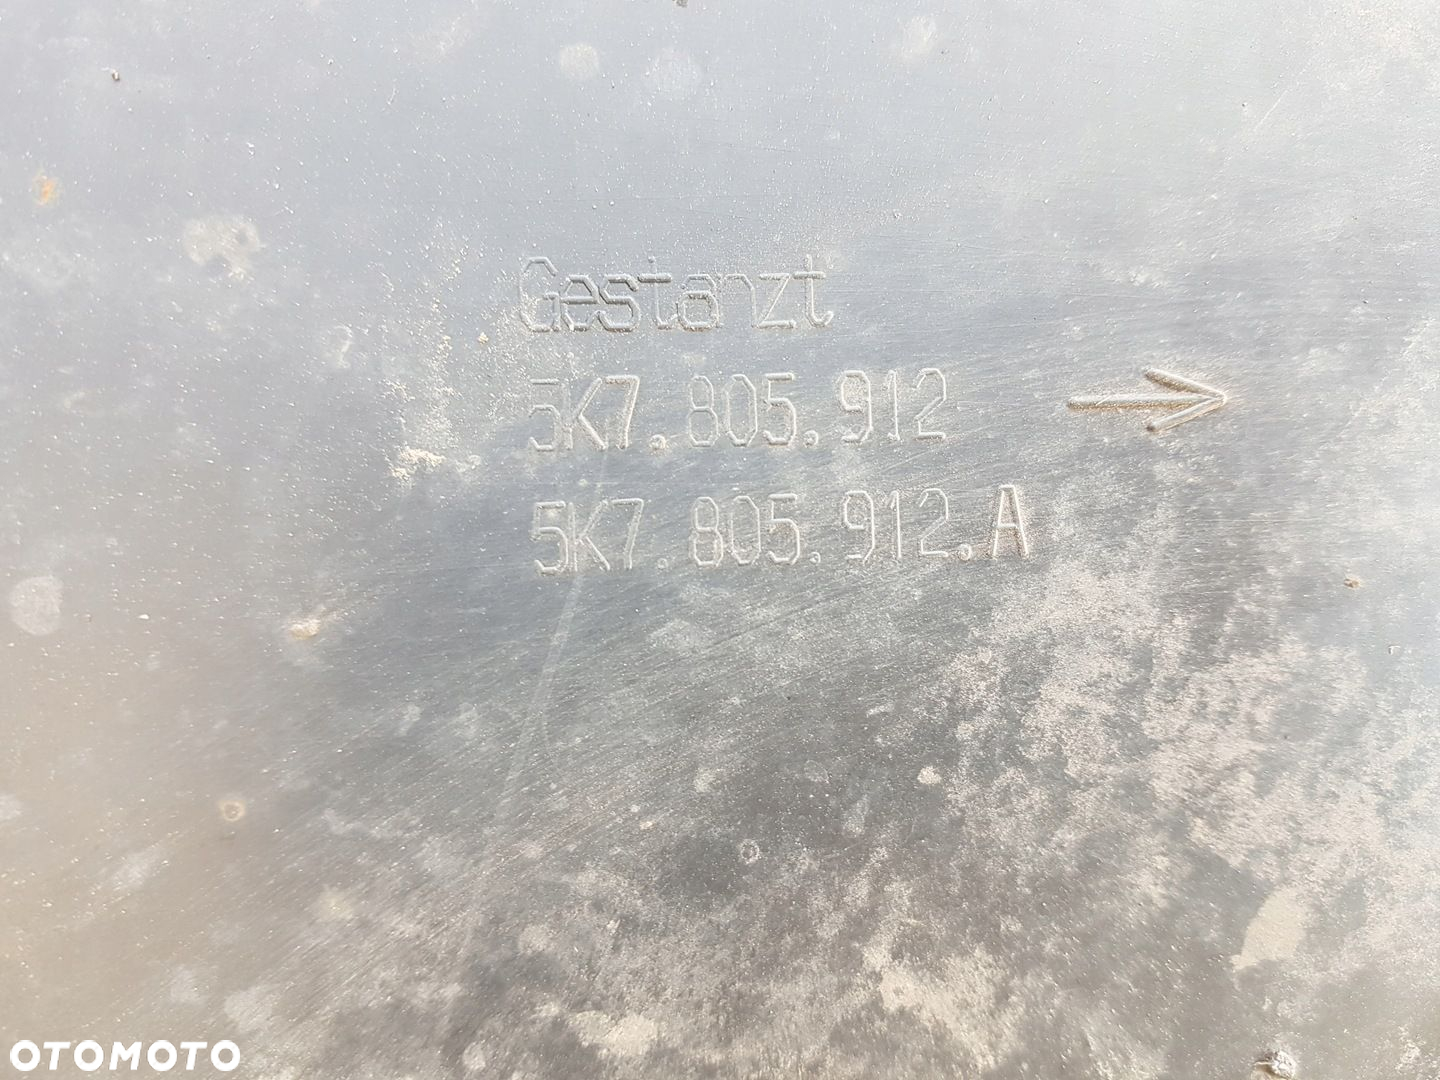 Gestanzt
5K7.805.912 →
5K7.805.912.A
OTOMOTO